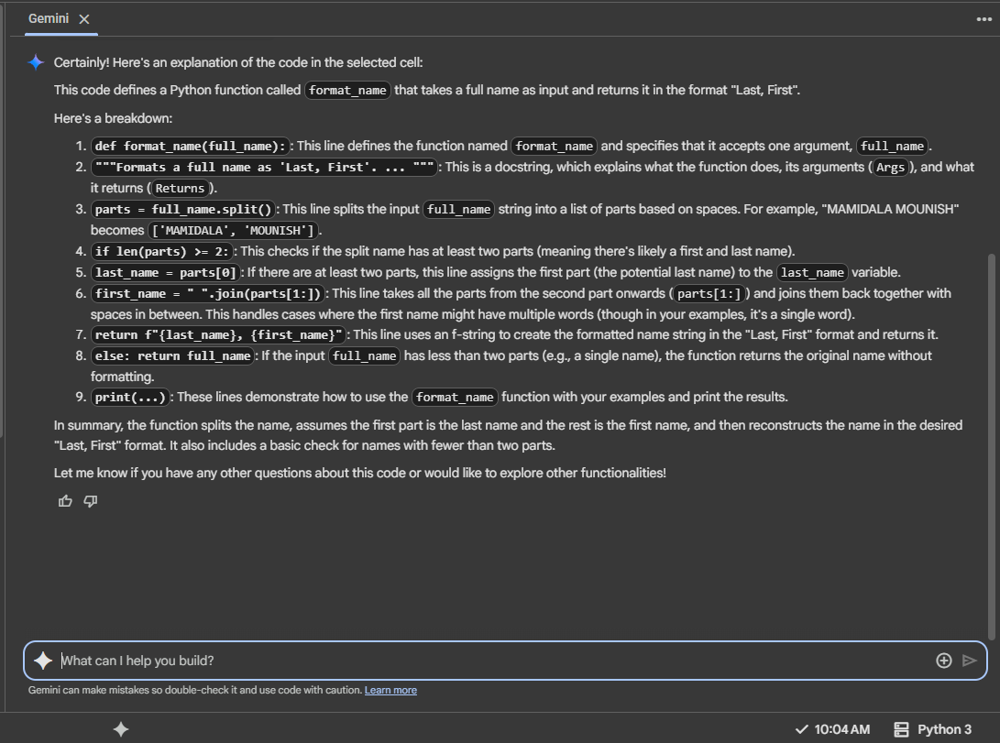 Gemini
Certainly! Here's an explanation of the code in the selected cell:
This code defines a Python function called format_name that takes a full name as input and returns it in the format "Last, First".
Here's a breakdown:
1. def format_name(full_name): : This line defines the function named format_name and specifies that it accepts one argument, full_name .
2. """Formats a full name as 'Last, First'. ... """ : This is a docstring, which explains what the function does, its arguments ( Args ), and what
it returns ( Returns ).
3. parts = full_name.split() : This line splits the input full_name string into a list of parts based on spaces. For example, "MAMIDALA MOUNISH"
becomes ['MAMIDALA', 'MOUNISH'] .
4. if len(parts) >= 2: : This checks if the split name has at least two parts (meaning there's likely a first and last name).
5. last_name = parts[0] : If there are at least two parts, this line assigns the first part (the potential last name) to the last_name variable.
6. first_name = " ".join(parts[1:]) : This line takes all the parts from the second part onwards ( parts[1:] ) and joins them back together with
spaces in between. This handles cases where the first name might have multiple words (though in your examples, it's a single word).
7. return f"{last_name}, {first_name}" : This line uses an f-string to create the formatted name string in the "Last, First" format and returns it.
8. else: return full_name : If the input full_name has less than two parts (e.g., a single name), the function returns the original name without
formatting.
9. print(...) : These lines demonstrate how to use the format_name function with your examples and print the results.
In summary, the function splits the name, assumes the first part is the last name and the rest is the first name, and then reconstructs the name in the desired
"Last, First" format. It also includes a basic check for names with fewer than two parts.
Let me know if you have any other questions about this code or would like to explore other functionalities!
What can I help you build?
Gemini can make mistakes so double-check it and use code with caution. Learn more
10:04 AM Python 3